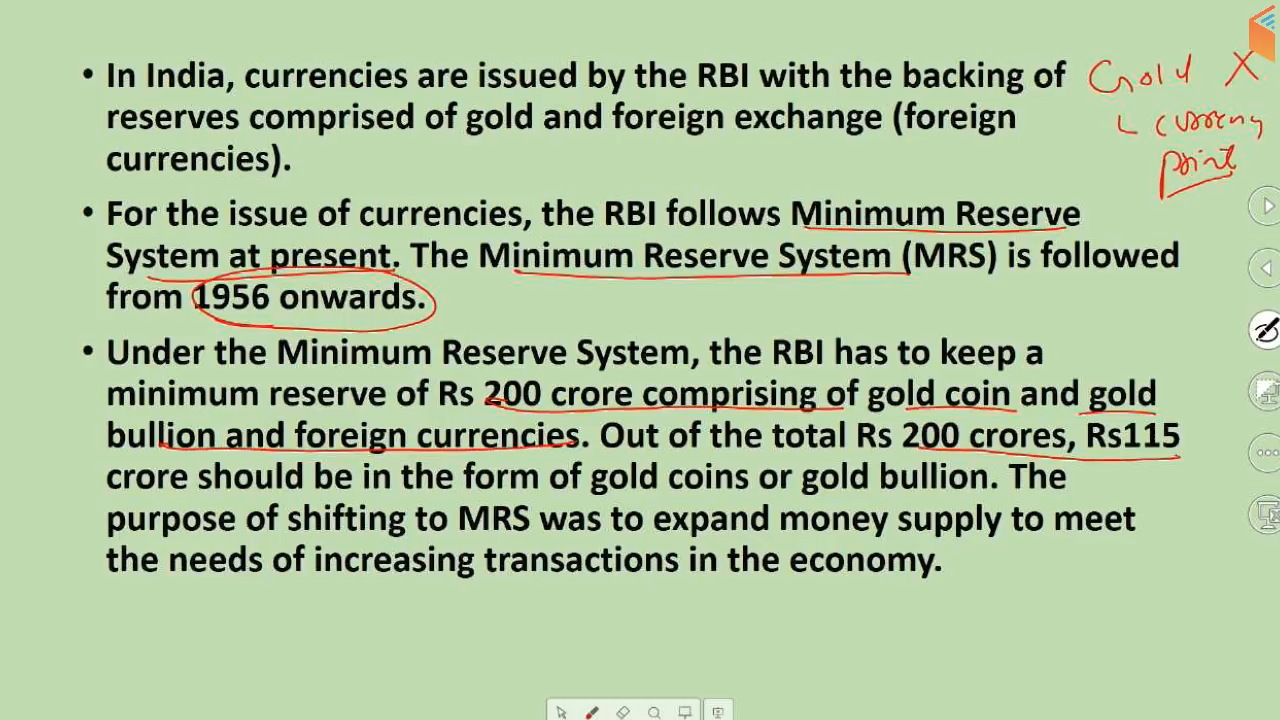 • In India, currencies are issued by the RBI with the backing of
reserves comprised of gold and foreign exchange (foreign
currencies).
• For the issue of currencies, the RBI follows Minimum Reserve
System at present. The Minimum Reserve System (MRS) is followed
from 1956 onwards.
• Under the Minimum Reserve System, the RBI has to keep a
minimum reserve of Rs 200 crore comprising of gold coin and gold
bullion and foreign currencies. Out of the total Rs 200 crores, Rs115
crore should be in the form of gold coins or gold bullion. The
purpose of shifting to MRS was to expand money supply to meet
the needs of increasing transactions in the economy.
Gold X
currency
print